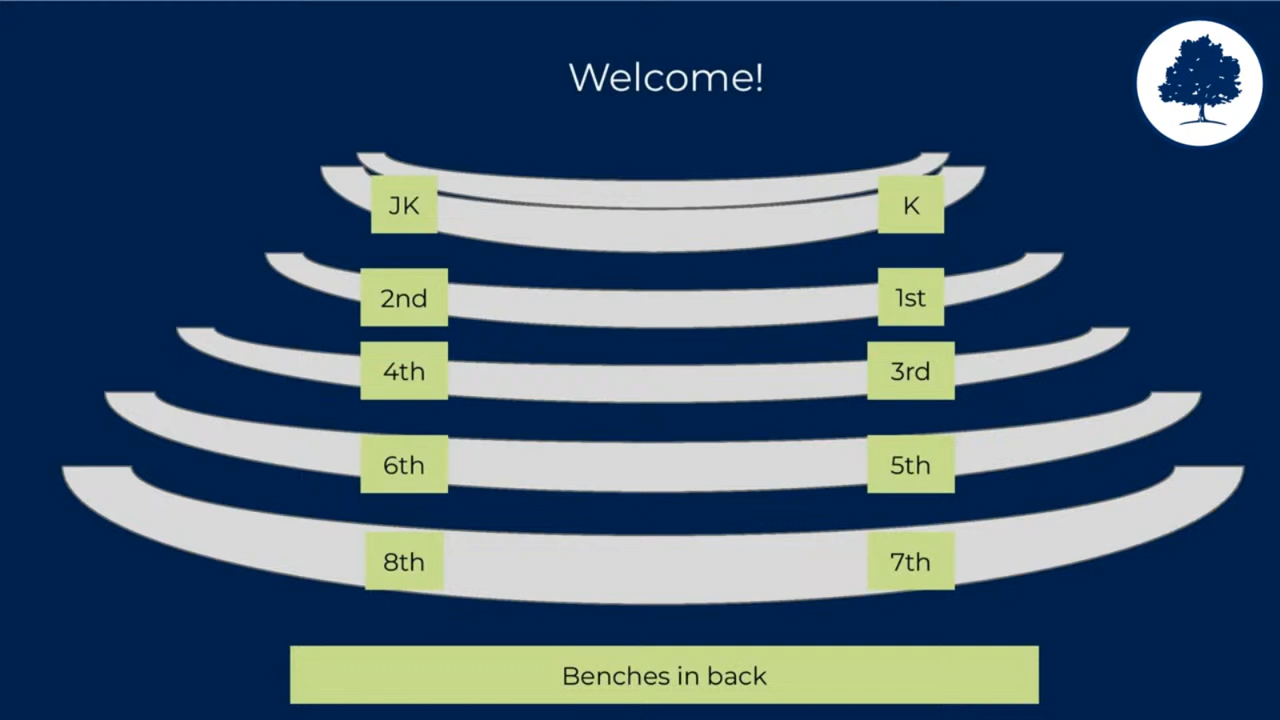 Welcome!
JK K
2nd 1st
4th 3rd
6th 5th
8th 7th
Benches in back